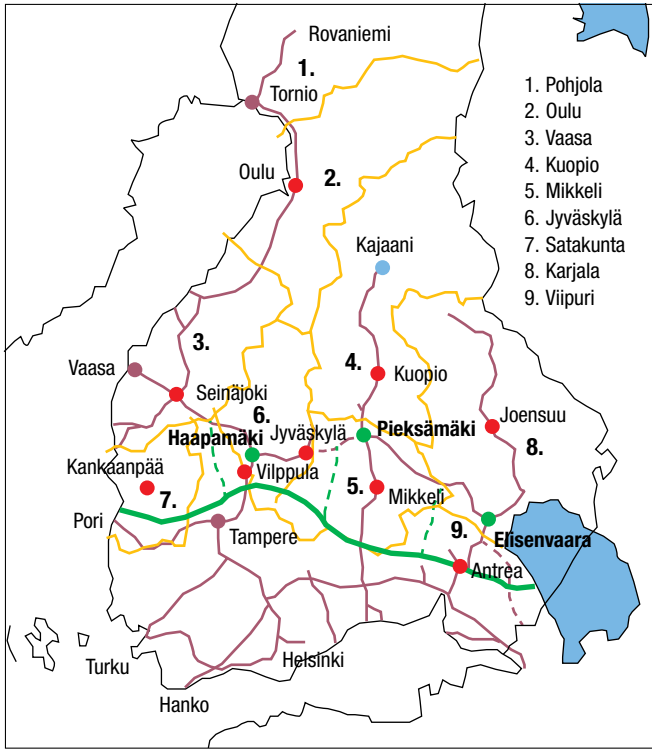 Rovaniemi
1.
Tornio
1. Pohjola
2. Oulu
3. Vaasa
4. Kuopio
5. Mikkeli
6. Jyväskylä
7. Satakunta
8. Karjala
9. Viipuri
Oulu
2.
Kajaani
3.
Vaasa
4.
Kuopio
Seinäjoki
6.
Joensuu
Haapamäki
Jyväskylä
Pieksämäki
8.
Kankaanpää
Vilppula
7.
5.
Mikkeli
Pori
Tampere
9.
Elisenvaara
Antrea
Turku
Helsinki
Hanko